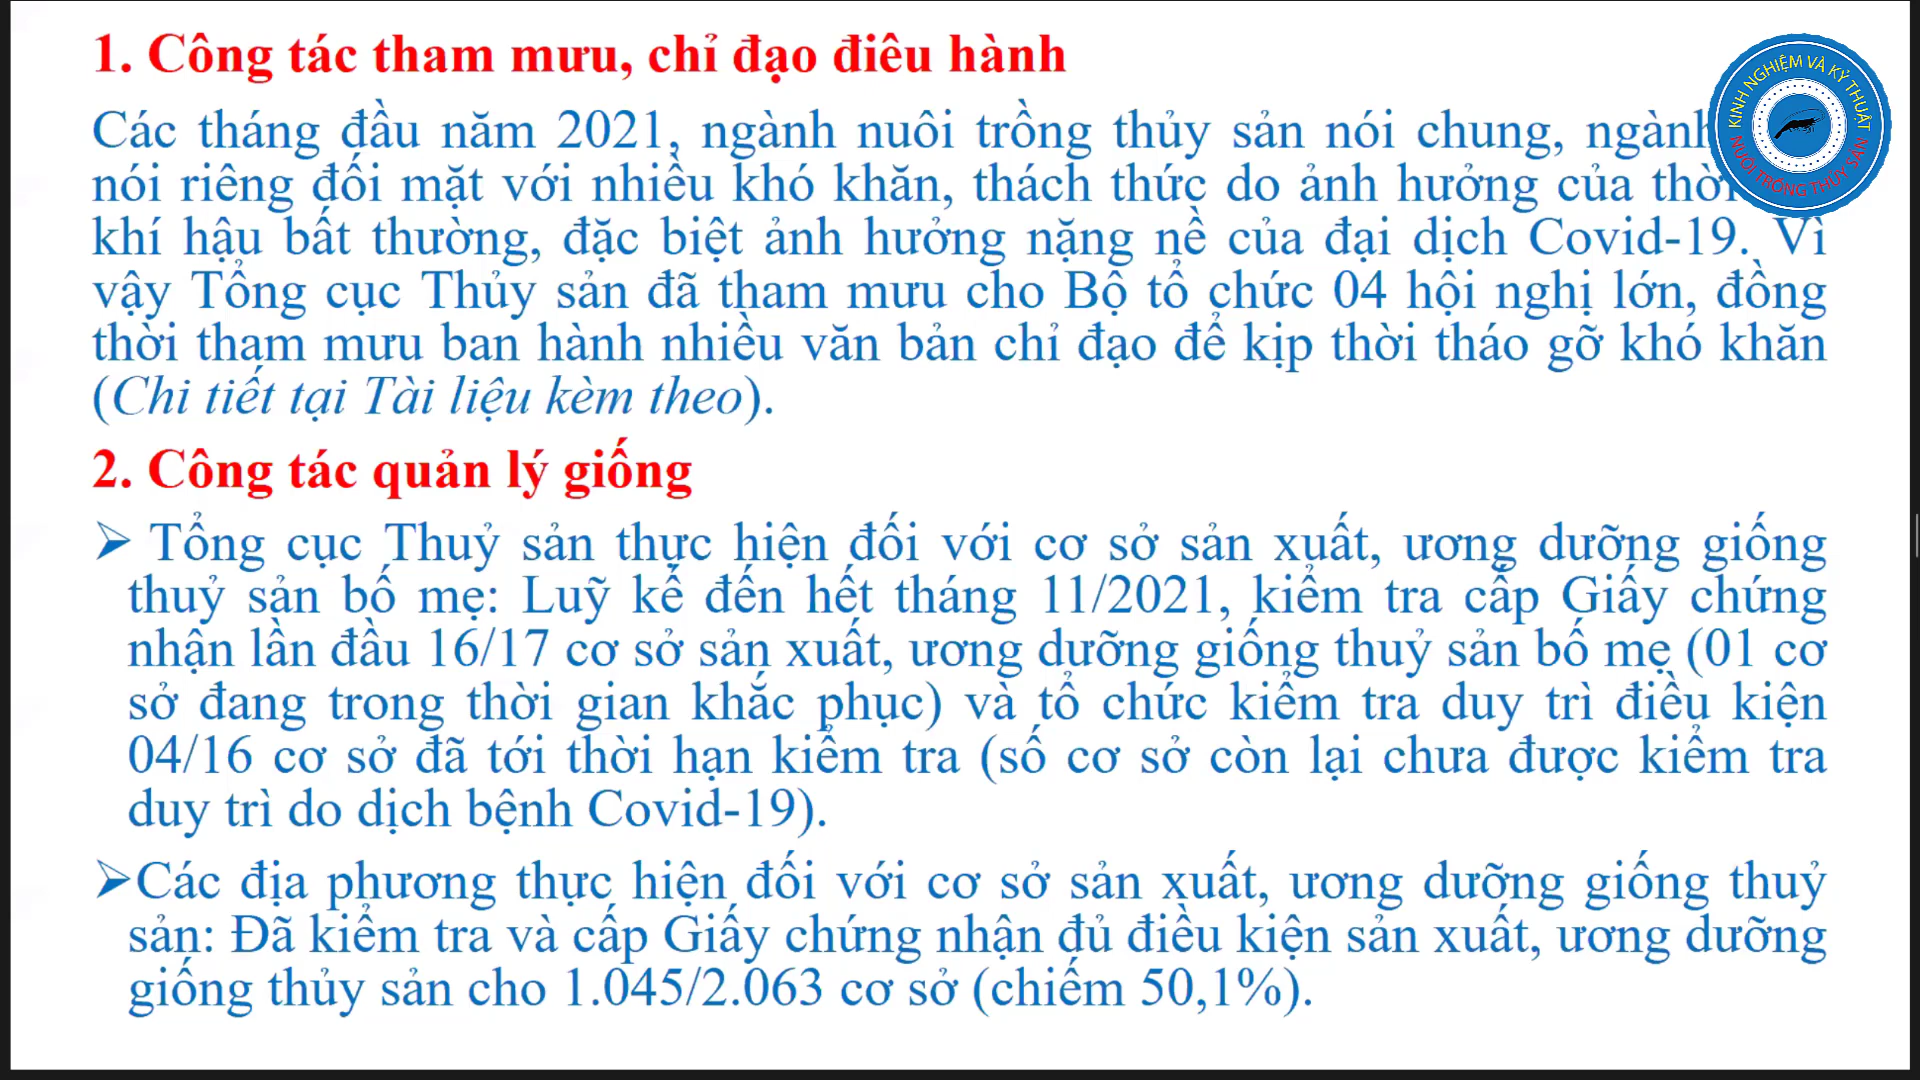 1. Công tác tham mưu, chỉ đạo điêu hành
Các tháng đầu năm 2021, ngành nuôi trồng thủy sản nói chung, ngành
nói riêng đối mặt với nhiều khó khăn, thách thức do ảnh hưởng của thời
khí hậu bất thường, đặc biệt ảnh hưởng nặng nề của đại dịch Covid-19. Vì
vậy Tổng cục Thủy sản đã tham mưu cho Bộ tổ chức 04 hội nghị lớn, đồng
thời tham mưu ban hành nhiều văn bản chỉ đạo để kịp thời tháo gỡ khó khăn
(Chi tiết tại Tài liệu kèm theo).
2. Công tác quản lý giống
➢ Tổng cục Thuỷ sản thực hiện đối với cơ sở sản xuất, ương dưỡng giống
thuỷ sản bố mẹ: Luỹ kế đến hết tháng 11/2021, kiểm tra cấp Giấy chứng
nhận lần đầu 16/17 cơ sở sản xuất, ương dưỡng giống thuỷ sản bố mẹ (01 cơ
sở đang trong thời gian khắc phục) và tổ chức kiểm tra duy trì điều kiện
04/16 cơ sở đã tới thời hạn kiểm tra (số cơ sở còn lại chưa được kiểm tra
duy trì do dịch bệnh Covid-19).
➢Các địa phương thực hiện đối với cơ sở sản xuất, ương dưỡng giống thuỷ
sản: Đã kiểm tra và cấp Giấy chứng nhận đủ điều kiện sản xuất, ương dưỡng
giống thủy sản cho 1.045/2.063 cơ sở (chiếm 50,1%).
KINH NGHIỆM VÀ KỸ THUẬT
NUÔI TRỒNG THỦY SẢN